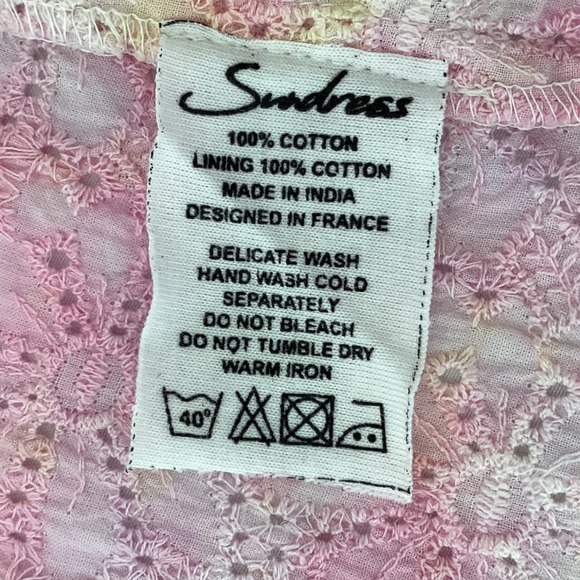 Sundress
100% COTTON
LINING 100% COTTON
MADE IN INDIA
DESIGNED IN FRANCE
DELICATE WASH
HAND WASH COLD
SEPARATELY
DO NOT BLEACH
DO NOT TUMBLE DRY
WARM IRON
40°